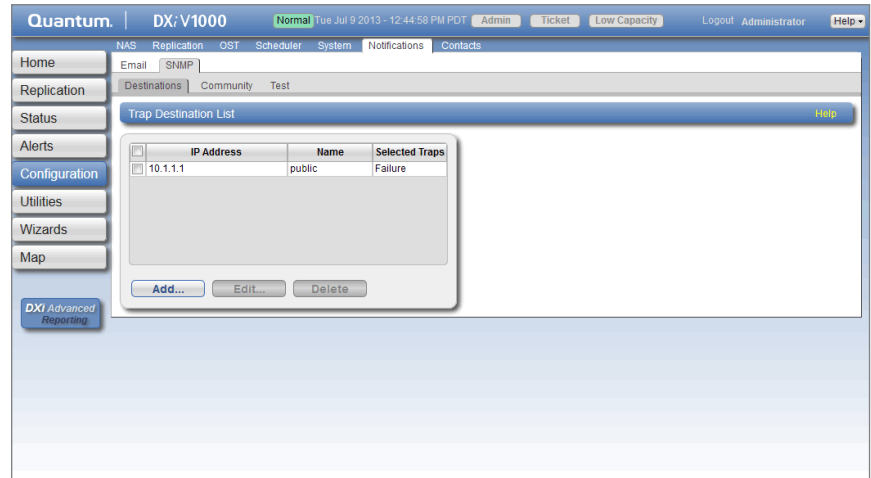 Quantum. DXi V1000 Normal Tue Jul 9 2013 - 12:44:58 PM PDT Admin Ticket Low Capacity Logout Administrator Help
NAS Replication OST Scheduler System Notifications Contacts
Email SNMP
Destinations Community Test
Home
Replication
Status
Alerts
Configuration
Utilities
Wizards
Map
DXi Advanced
Reporting
Trap Destination List Help
IP Address Name Selected Traps
10.1.1.1 public Failure
Add... Edit... Delete